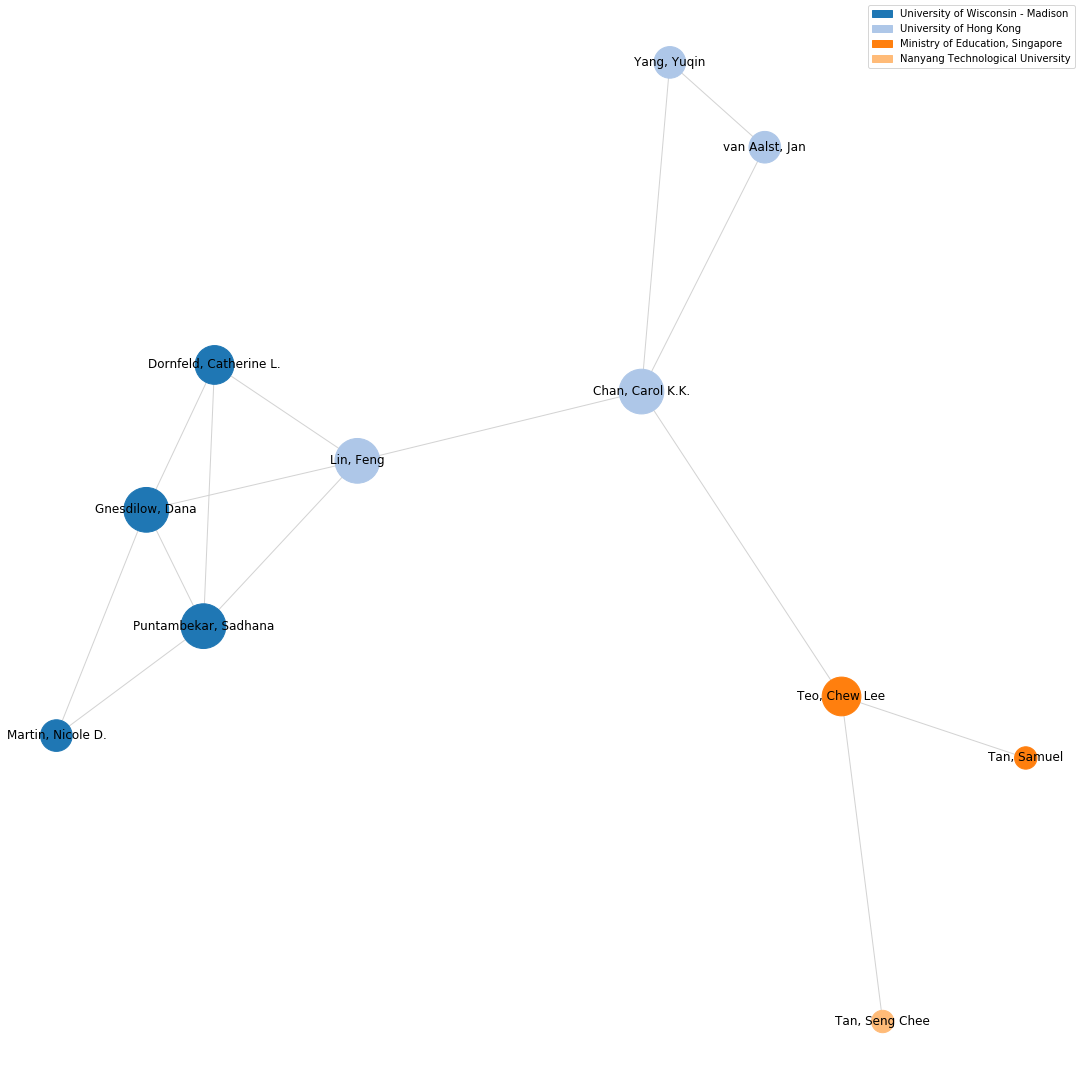 University of Wisconsin - Madison
University of Hong Kong
Ministry of Education, Singapore
Nanyang Technological University
Yang, Yuqin
van Aalst, Jan
Dornfeld, Catherine L.
Chan, Carol K.K.
Lin, Feng
Gnesdilow, Dana
Puntambekar, Sadhana
Teo, Chew Lee
Martin, Nicole D.
Tan, Samuel
Tan, Seng Chee